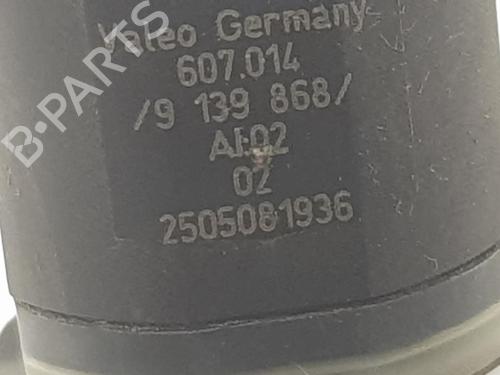 Valeo Germany
607.014
/9 139 868/
AI:02
02
2505081936
B-PARTS